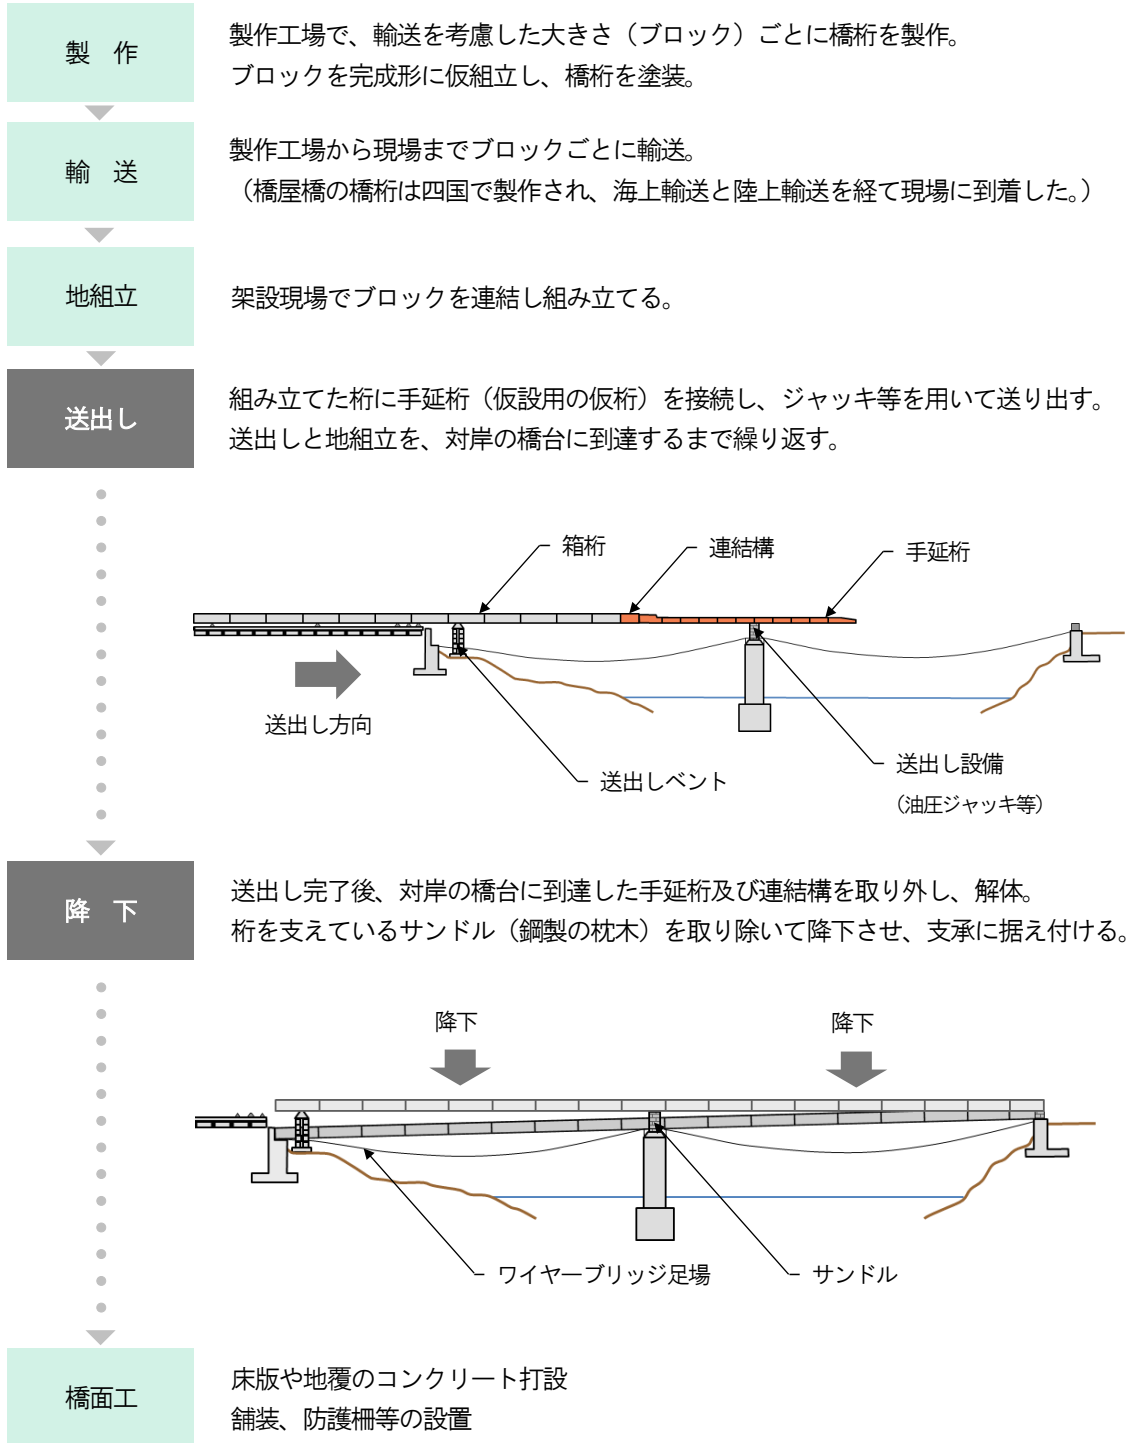 製　作
製作工場で、輸送を考慮した大きさ（ブロック）ごとに橋桁を製作。
ブロックを完成形に仮組立し、橋桁を塗装。
輸　送
製作工場から現場までブロックごとに輸送。
（橋屋橋の橋桁は四国で製作され、海上輸送と陸上輸送を経て現場に到着した。）
地組立
架設現場でブロックを連結し組み立てる。
送出し
組み立てた桁に手延桁（仮設用の仮桁）を接続し、ジャッキ等を用いて送り出す。
送出しと地組立を、対岸の橋台に到達するまで繰り返す。
箱桁
連結構
手延桁
送出し方向
送出しベント
送出し設備
（油圧ジャッキ等）
降　下
送出し完了後、対岸の橋台に到達した手延桁及び連結構を取り外し、解体。
桁を支えているサンドル（鋼製の枕木）を取り除いて降下させ、支承に据え付ける。
降下
降下
ワイヤーブリッジ足場
サンドル
橋面工
床版や地覆のコンクリート打設
舗装、防護柵等の設置